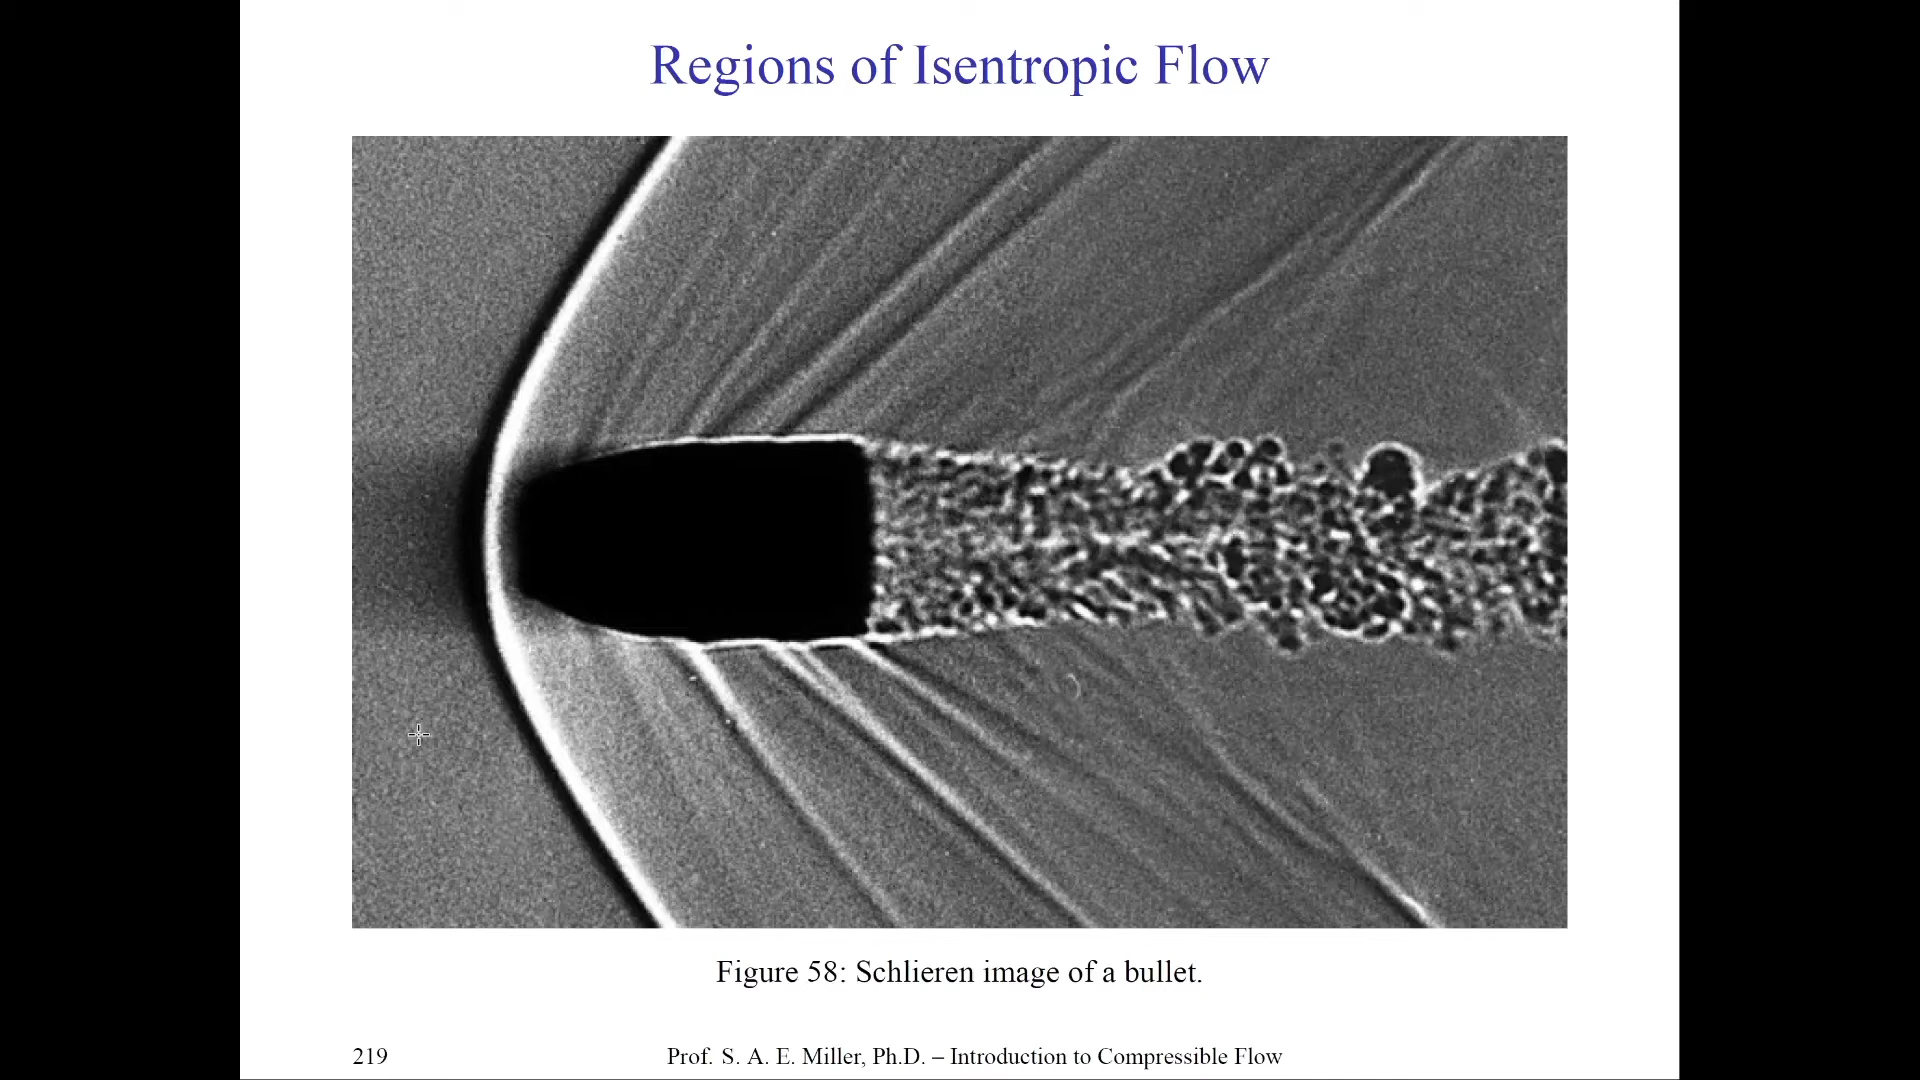 Regions of Isentropic Flow
Figure 58: Schlieren image of a bullet.
219
Prof. S. A. E. Miller, Ph.D. – Introduction to Compressible Flow